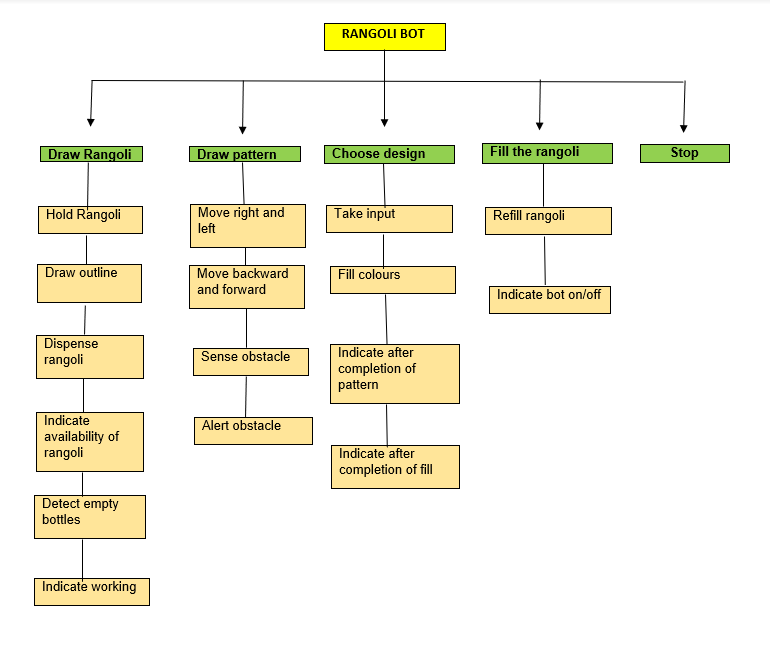 RANGOLI BOT
Draw Rangoli
Draw pattern
Choose design
Fill the rangoli
Stop
Hold Rangoli
Draw outline
Dispense
rangoli
Indicate
availability of
rangoli
Detect empty
bottles
Indicate working
Move right and
left
Move backward
and forward
Sense obstacle
Alert obstacle
Take input
Fill colours
Indicate after
completion of
pattern
Indicate after
completion of fill
Refill rangoli
Indicate bot on/off